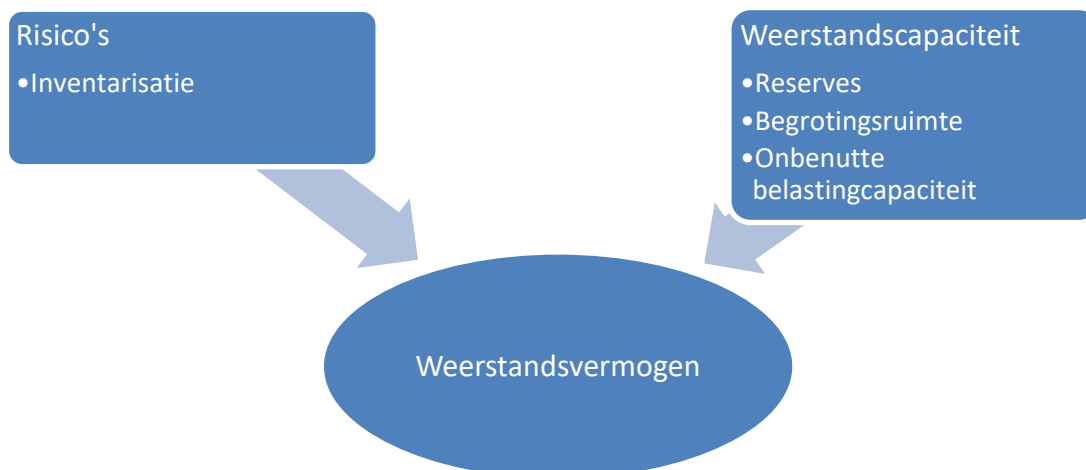 Risico's
•Inventarisatie
Weerstandscapaciteit
•Reserves
•Begrotingsruimte
•Onbenutte
belastingcapaciteit
Weerstandsvermogen